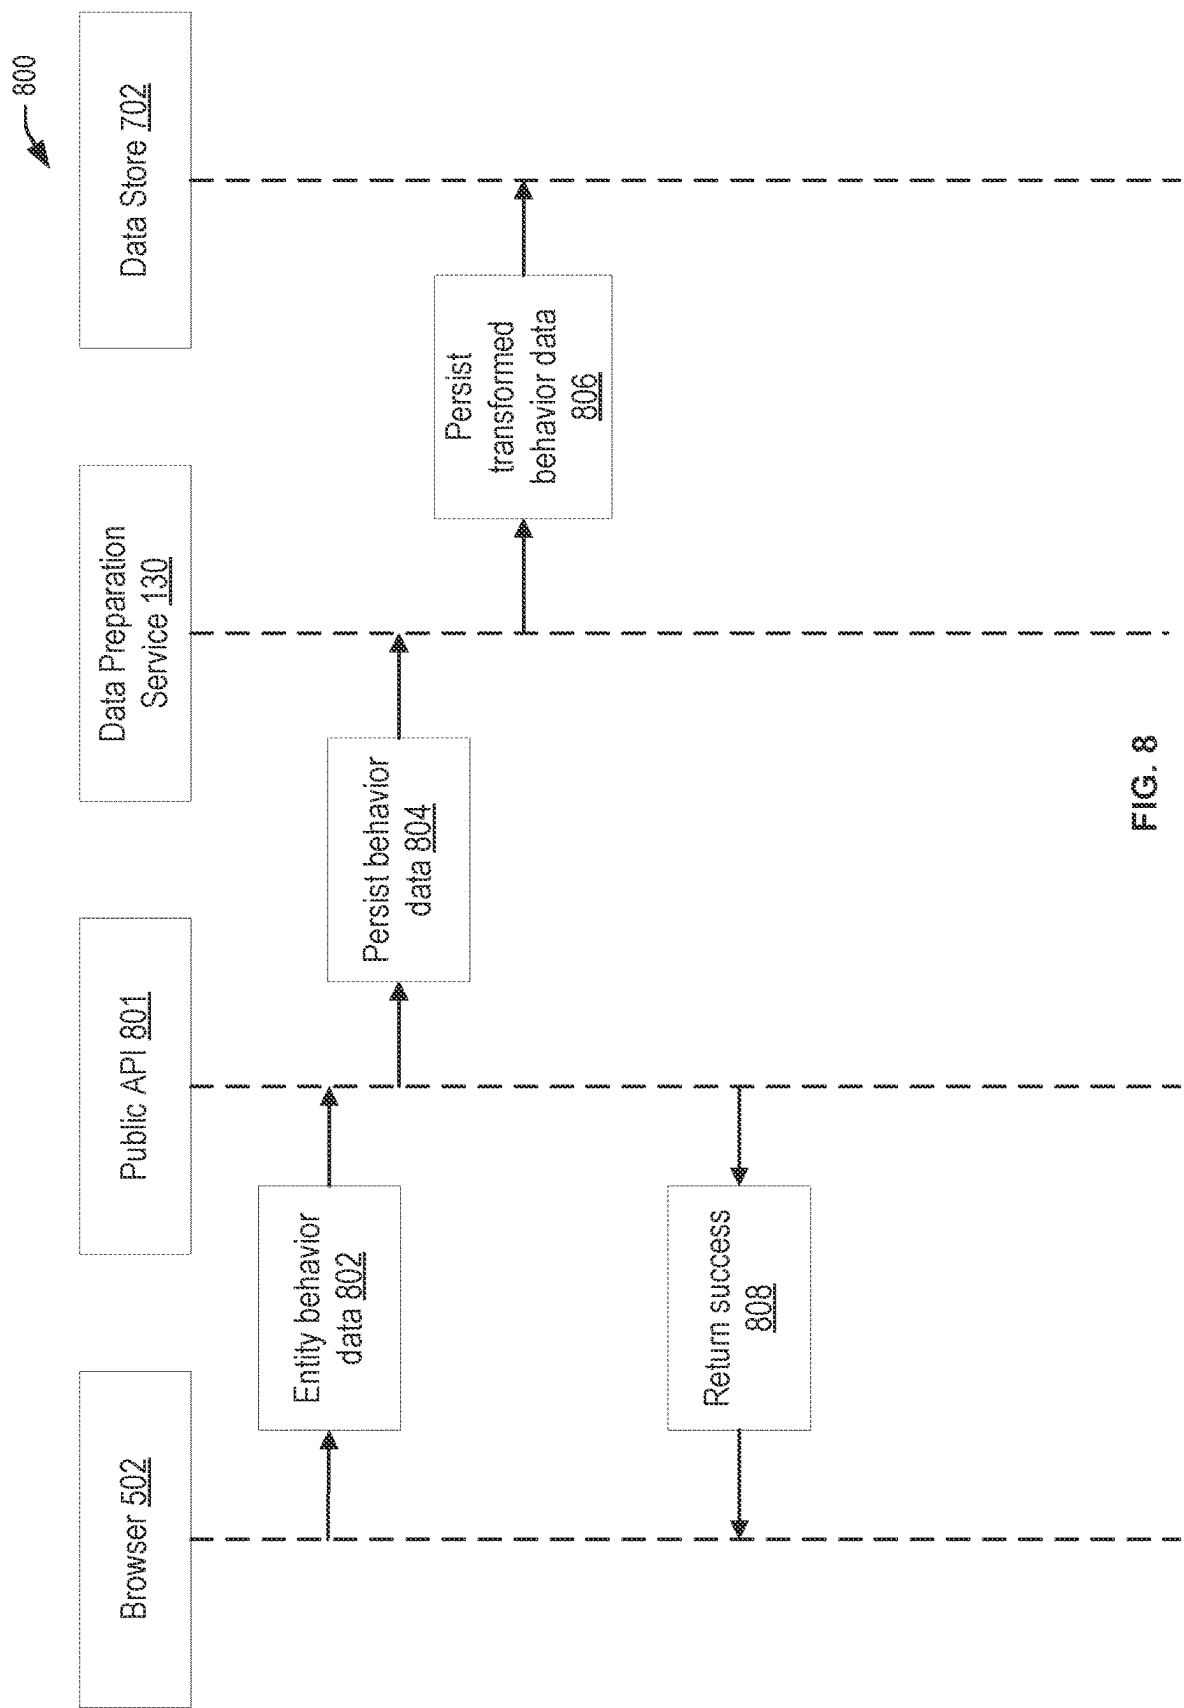 800
Browser 502
Public API 801
Data Preparation
Service 130
Data Store 702
Entity behavior
data 802
Persist behavior
data 804
Persist
transformed
behavior data
806
Return success
808
FIG. 8